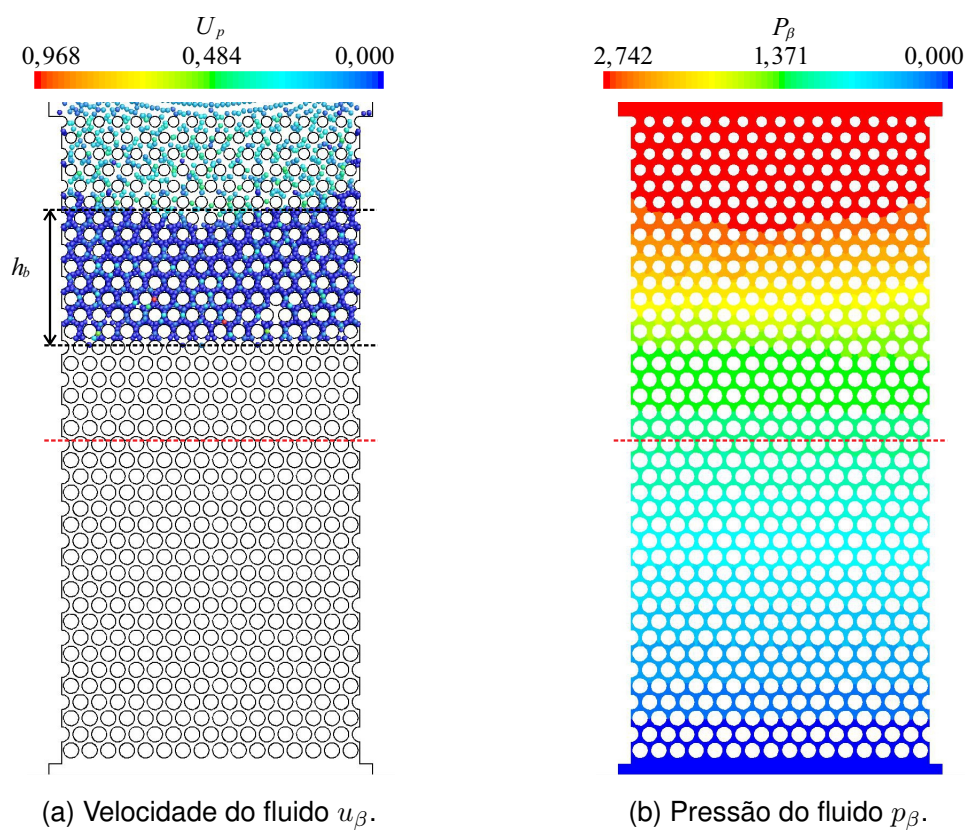 U_p
0,968 0,484 0,000
h_b
(a) Velocidade do fluido u_β.
P_β
2,742 1,371 0,000
(b) Pressão do fluido p_β.